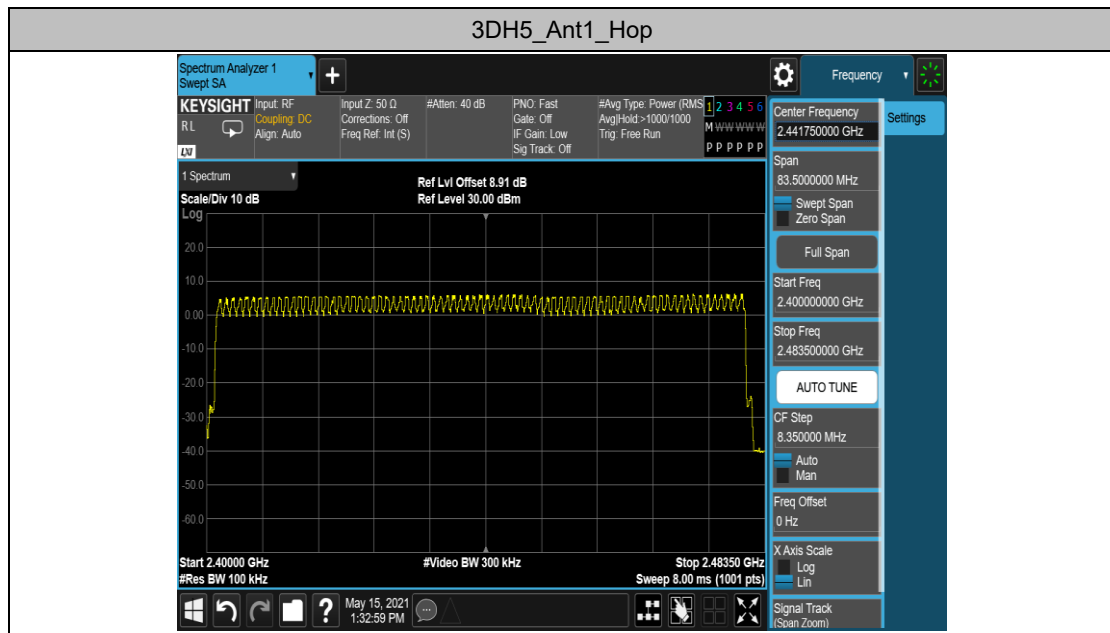 3DH5_Ant1_Hop
Spectrum Analyzer 1
Swept SA
Frequency
KEYSIGHT
RL
LXI
Input: RF
Coupling: DC
Align: Auto
Input Z: 50 Ω
Corrections: Off
Freq Ref: Int (S)
#Atten: 40 dB
PNO: Fast
Gate: Off
IF Gain: Low
Sig Track: Off
#Avg Type: Power (RMS
Avg|Hold:>1000/1000
Trig: Free Run
1 2 3 4 5 6
M W W W W W
P P P P P P
1 Spectrum
Scale/Div 10 dB
Log
Ref Lvl Offset 8.91 dB
Ref Level 30.00 dBm
20.0
10.0
0.00
-10.0
-20.0
-30.0
-40.0
-50.0
-60.0
Start 2.40000 GHz
#Res BW 100 kHz
#Video BW 300 kHz
Stop 2.48350 GHz
Sweep 8.00 ms (1001 pts)
Center Frequency
2.441750000 GHz
Settings
Span
83.5000000 MHz
Swept Span
Zero Span
Full Span
Start Freq
2.400000000 GHz
Stop Freq
2.483500000 GHz
AUTO TUNE
CF Step
8.350000 MHz
Auto
Man
Freq Offset
0 Hz
X Axis Scale
Log
Lin
Signal Track
(Span Zoom)
?
May 15, 2021
1:32:59 PM